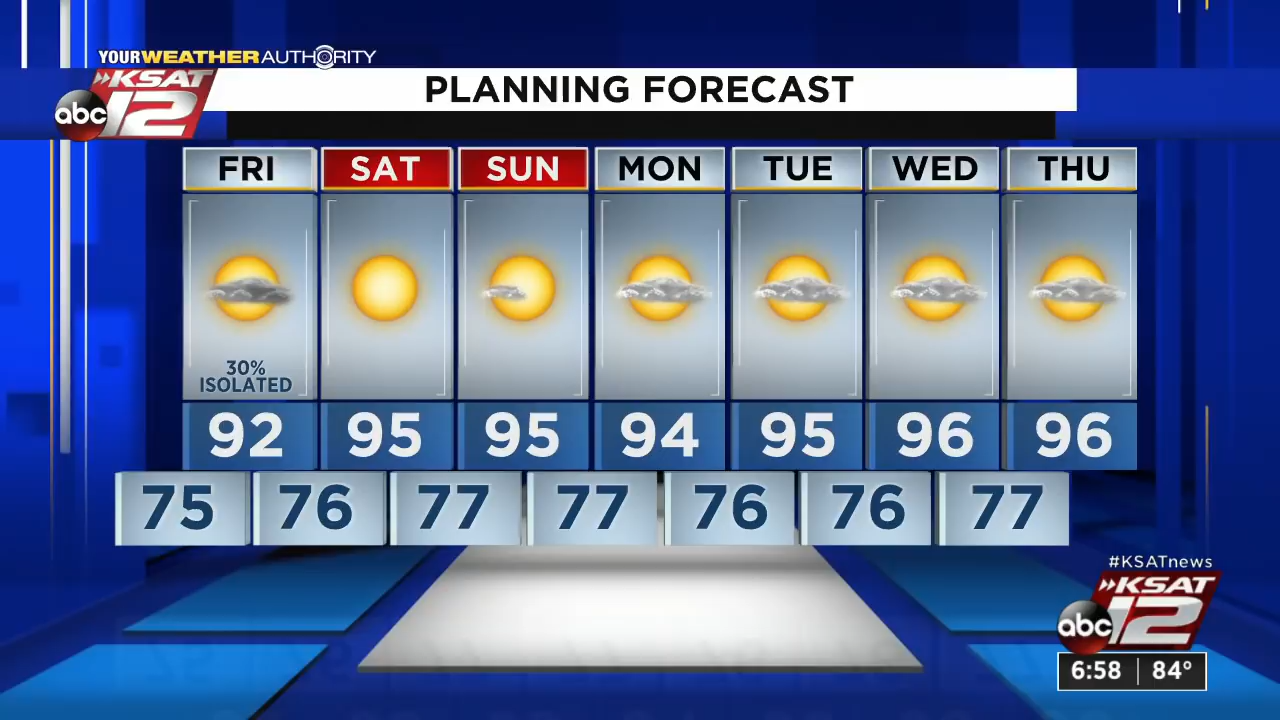 YOURWEATHERAUTHORITY
KSAT
abc 12
PLANNING FORECAST
FRI SAT SUN MON TUE WED THU
30%
ISOLATED
92 95 95 94 95 96 96
75 76 77 77 76 76 77
#KSATnews
KSAT
abc 12
6:58 84°